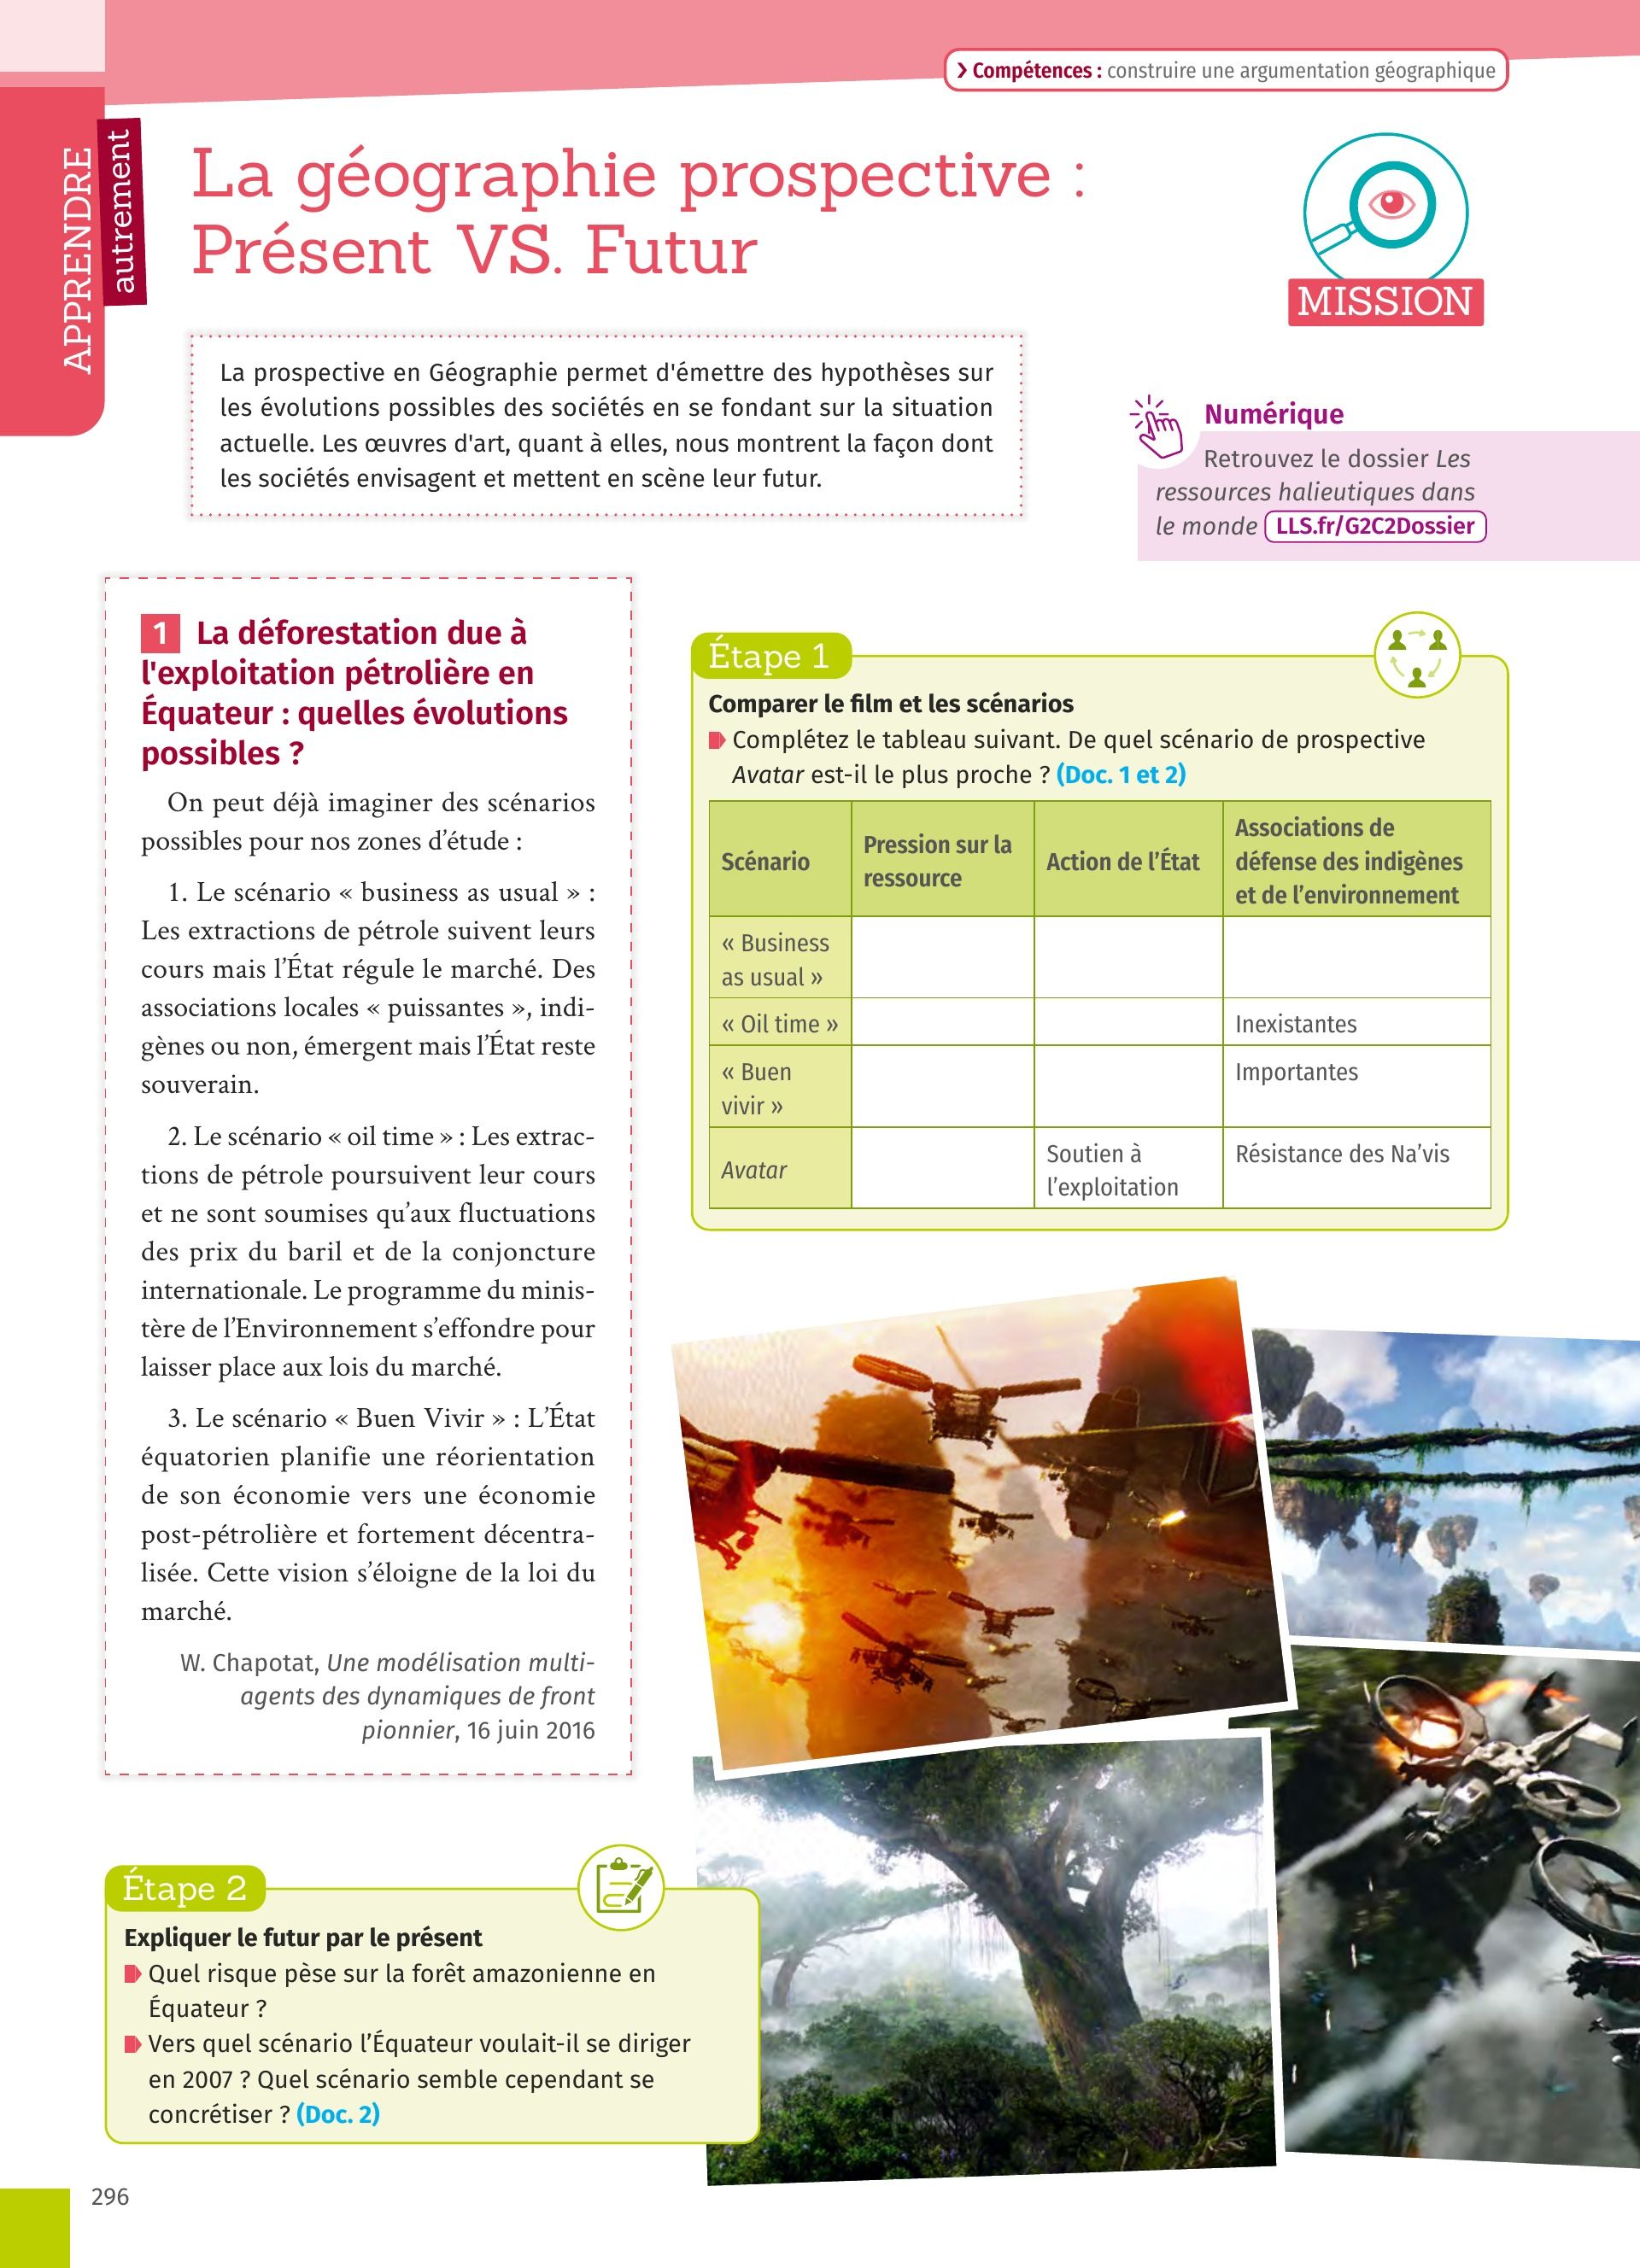 › Compétences : construire une argumentation géographique
APPRENDRE
autrement
La géographie prospective :
Présent VS. Futur
MISSION
La prospective en Géographie permet d'émettre des hypothèses sur
les évolutions possibles des sociétés en se fondant sur la situation
actuelle. Les œuvres d'art, quant à elles, nous montrent la façon dont
les sociétés envisagent et mettent en scène leur futur.
Numérique
Retrouvez le dossier Les
ressources halieutiques dans
le monde LLS.fr/G2C2Dossier
1 La déforestation due à
l'exploitation pétrolière en
Équateur : quelles évolutions
possibles ?
On peut déjà imaginer des scénarios
possibles pour nos zones d’étude :
1. Le scénario « business as usual » :
Les extractions de pétrole suivent leurs
cours mais l’État régule le marché. Des
associations locales « puissantes », indi-
gènes ou non, émergent mais l’État reste
souverain.
2. Le scénario « oil time » : Les extrac-
tions de pétrole poursuivent leur cours
et ne sont soumises qu’aux fluctuations
des prix du baril et de la conjoncture
internationale. Le programme du minis-
tère de l’Environnement s’effondre pour
laisser place aux lois du marché.
3. Le scénario « Buen Vivir » : L’État
équatorien planifie une réorientation
de son économie vers une économie
post-pétrolière et fortement décentra-
lisée. Cette vision s’éloigne de la loi du
marché.
W. Chapotat, Une modélisation multi-
agents des dynamiques de front
pionnier, 16 juin 2016
Étape 1
Comparer le film et les scénarios
Complétez le tableau suivant. De quel scénario de prospective
Avatar est-il le plus proche ? (Doc. 1 et 2)
Scénario
Pression sur la
ressource
Action de l’État
Associations de
défense des indigènes
et de l’environnement
« Business
as usual »
« Oil time »
Inexistantes
« Buen
vivir »
Importantes
Avatar
Soutien à
l’exploitation
Résistance des Na’vis
Étape 2
Expliquer le futur par le présent
Quel risque pèse sur la forêt amazonienne en
Équateur ?
Vers quel scénario l’Équateur voulait-il se diriger
en 2007 ? Quel scénario semble cependant se
concrétiser ? (Doc. 2)
296